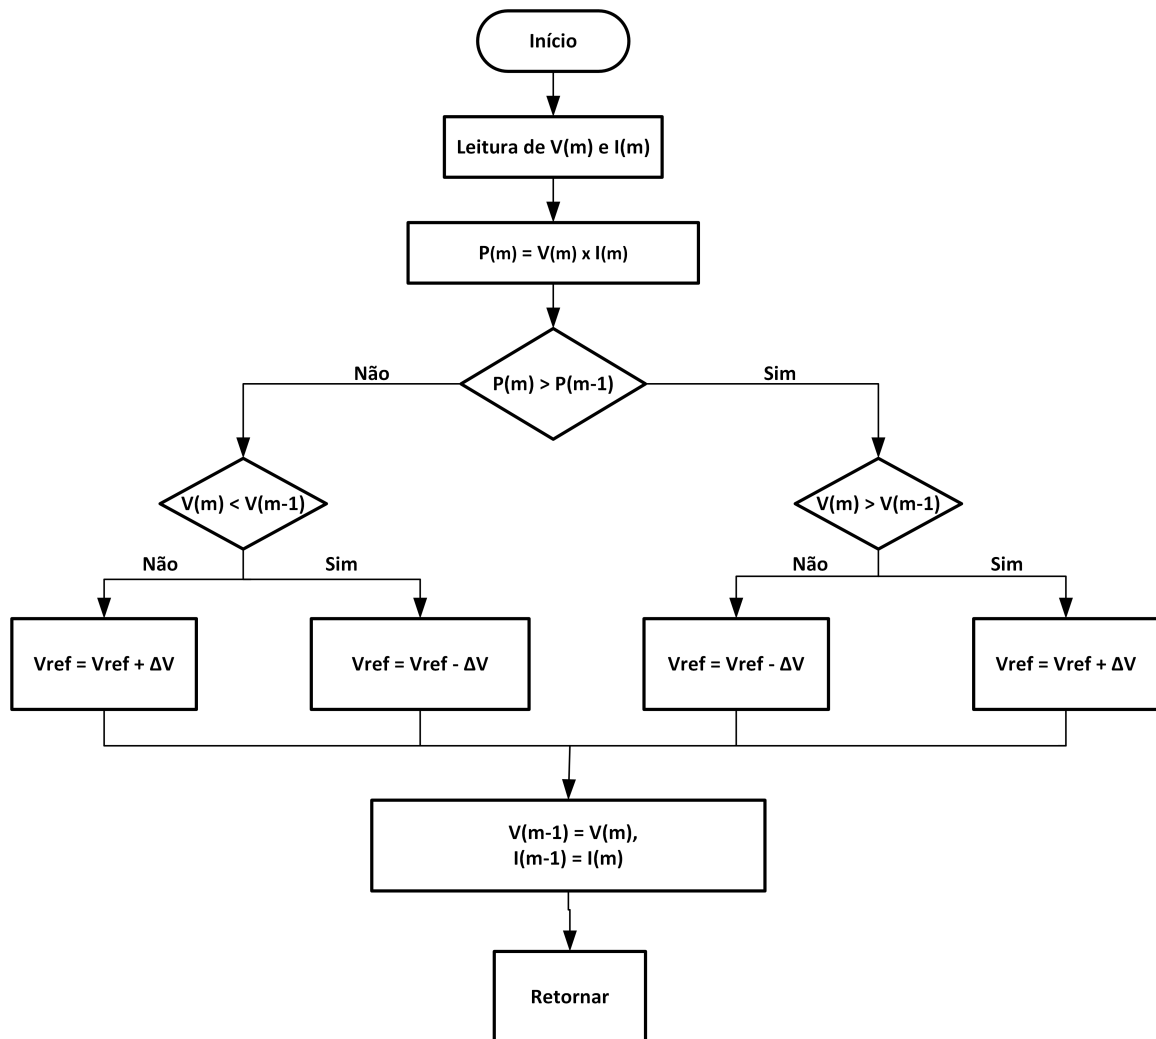 Início
Leitura de V(m) e I(m)
P(m) = V(m) x I(m)
P(m) > P(m-1)
Não
Sim
V(m) < V(m-1)
V(m) > V(m-1)
Não
Sim
Não
Sim
Vref = Vref + ΔV
Vref = Vref - ΔV
Vref = Vref - ΔV
Vref = Vref + ΔV
V(m-1) = V(m),
I(m-1) = I(m)
Retornar